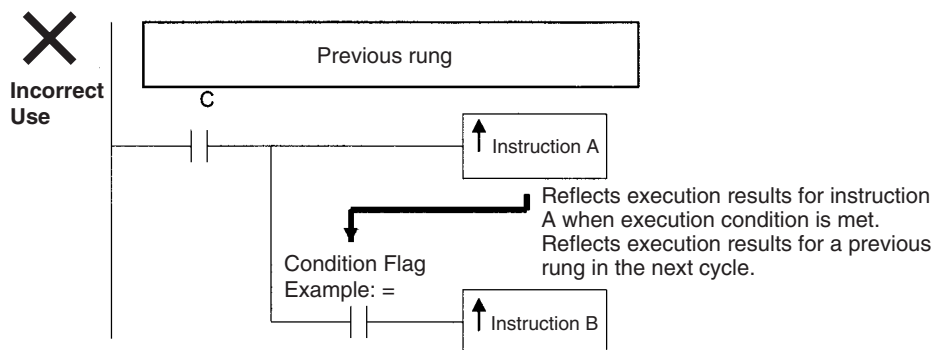 Previous rung
Incorrect
Use
C
Instruction A
Reflects execution results for instruction
A when execution condition is met.
Reflects execution results for a previous
rung in the next cycle.
Condition Flag
Example: =
Instruction B